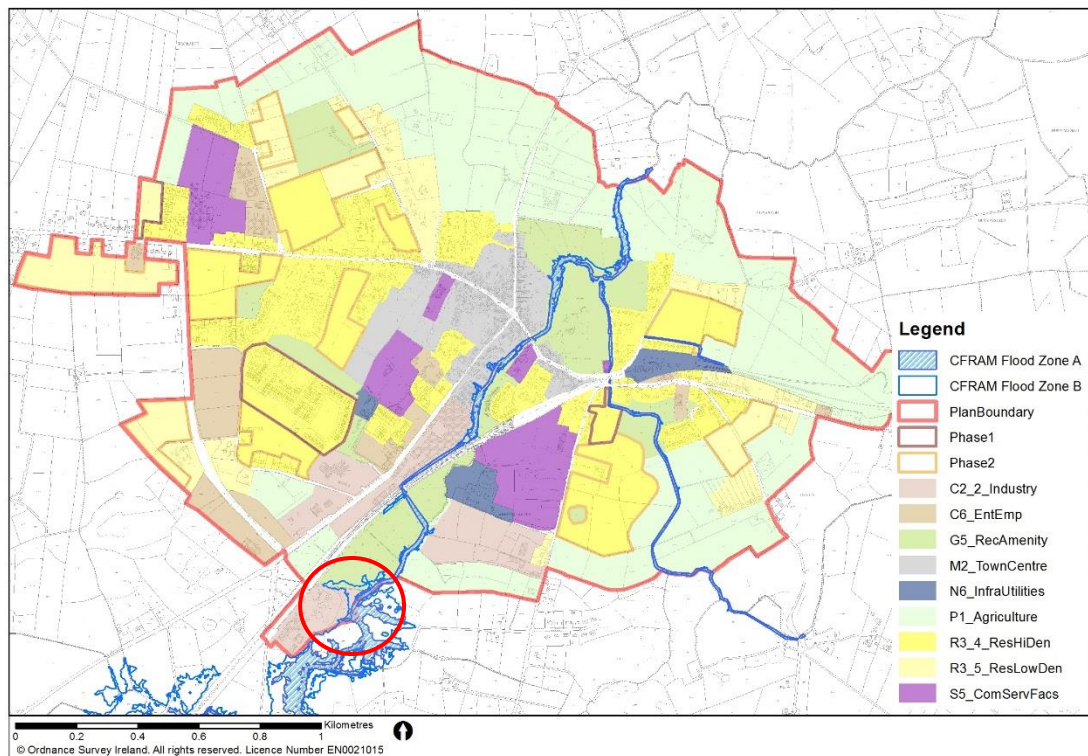 Legend
CFRAM Flood Zone A
CFRAM Flood Zone B
PlanBoundary
Phase1
Phase2
C2_2_Industry
C6_EntEmp
G5_RecAmenity
M2_TownCentre
N6_InfraUtilities
P1_Agriculture
R3_4_ResHiDen
R3_5_ResLowDen
S5_ComServFacs
Kilometres
0 0.2 0.4 0.6 0.8 1
© Ordnance Survey Ireland. All rights reserved. Licence Number EN0021015